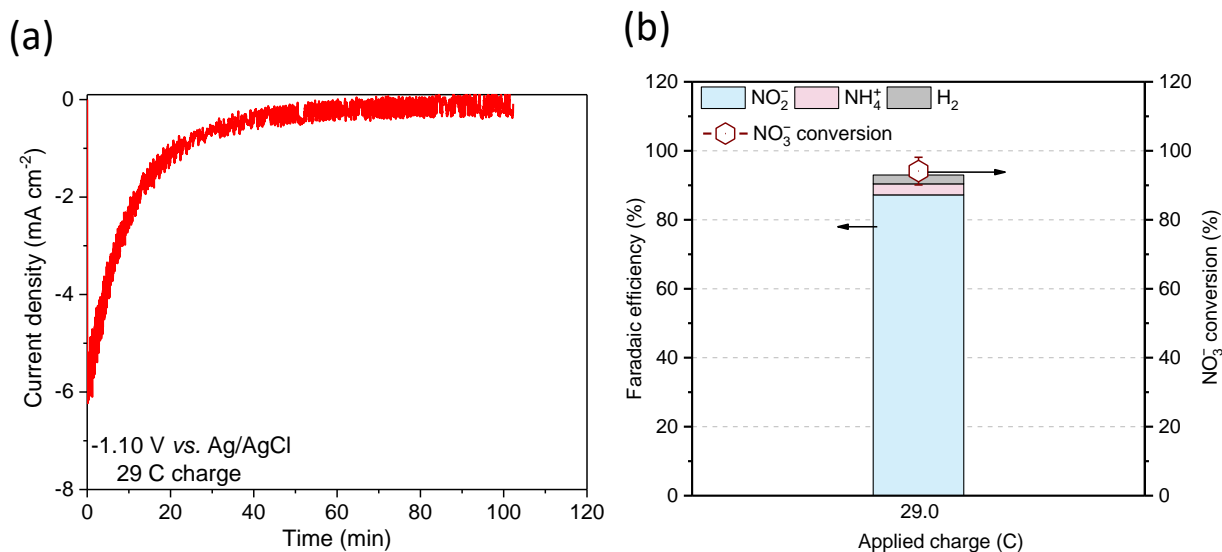 (a)
0
-2
-4
-6
-8
Current density (mA cm⁻²)
-1.10 V vs. Ag/AgCl
29 C charge
0 20 40 60 80 100 120
Time (min)
(b)
120
100
80
60
40
20
0
Faradaic efficiency (%)
NO₂⁻ NH₄⁺ H₂
NO₃⁻ conversion
120
100
80
60
40
20
0
NO₃⁻ conversion (%)
29.0
Applied charge (C)